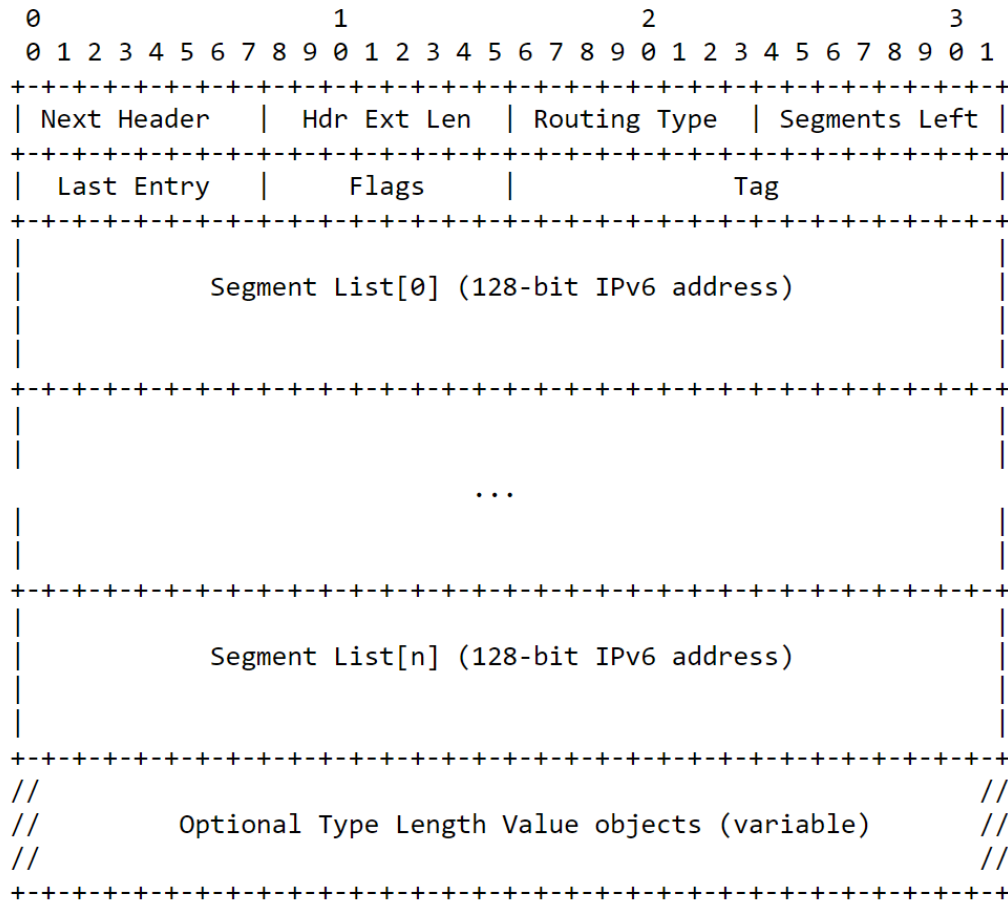 0                   1                   2                   3
 0 1 2 3 4 5 6 7 8 9 0 1 2 3 4 5 6 7 8 9 0 1 2 3 4 5 6 7 8 9 0 1
+-+-+-+-+-+-+-+-+-+-+-+-+-+-+-+-+-+-+-+-+-+-+-+-+-+-+-+-+-+-+-+-+
| Next Header   |  Hdr Ext Len  | Routing Type  | Segments Left |
+-+-+-+-+-+-+-+-+-+-+-+-+-+-+-+-+-+-+-+-+-+-+-+-+-+-+-+-+-+-+-+-+
|  Last Entry   |     Flags     |              Tag              |
+-+-+-+-+-+-+-+-+-+-+-+-+-+-+-+-+-+-+-+-+-+-+-+-+-+-+-+-+-+-+-+-+
|                                                               |
|            Segment List[0] (128-bit IPv6 address)             |
|                                                               |
|                                                               |
+-+-+-+-+-+-+-+-+-+-+-+-+-+-+-+-+-+-+-+-+-+-+-+-+-+-+-+-+-+-+-+-+
|                                                               |
|                                                               |
                              ...
|                                                               |
|                                                               |
+-+-+-+-+-+-+-+-+-+-+-+-+-+-+-+-+-+-+-+-+-+-+-+-+-+-+-+-+-+-+-+-+
|                                                               |
|            Segment List[n] (128-bit IPv6 address)             |
|                                                               |
|                                                               |
+-+-+-+-+-+-+-+-+-+-+-+-+-+-+-+-+-+-+-+-+-+-+-+-+-+-+-+-+-+-+-+-+
//                                                             //
//         Optional Type Length Value objects (variable)       //
//                                                             //
+-+-+-+-+-+-+-+-+-+-+-+-+-+-+-+-+-+-+-+-+-+-+-+-+-+-+-+-+-+-+-+-+